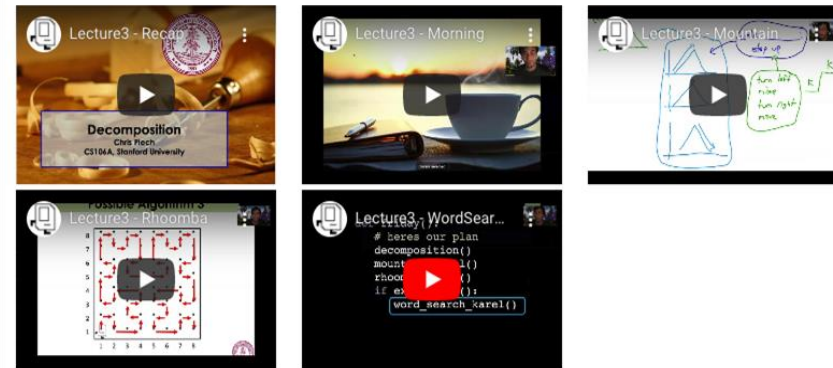 Lecture3 - Recap
Decomposition
Chris Piech
CS106A, Stanford University
Lecture3 - Morning
Lecture3 - Mountain
step up
turn left
move
turn right
move
Lecture3 - Rhoomba
Possible Algorithm 3
8
7
6
5
4
3
2
1
1 2 3 4 5 6 7 8
Lecture3 - WordSear...
# heres our plan
decomposition()
word_search_karel()